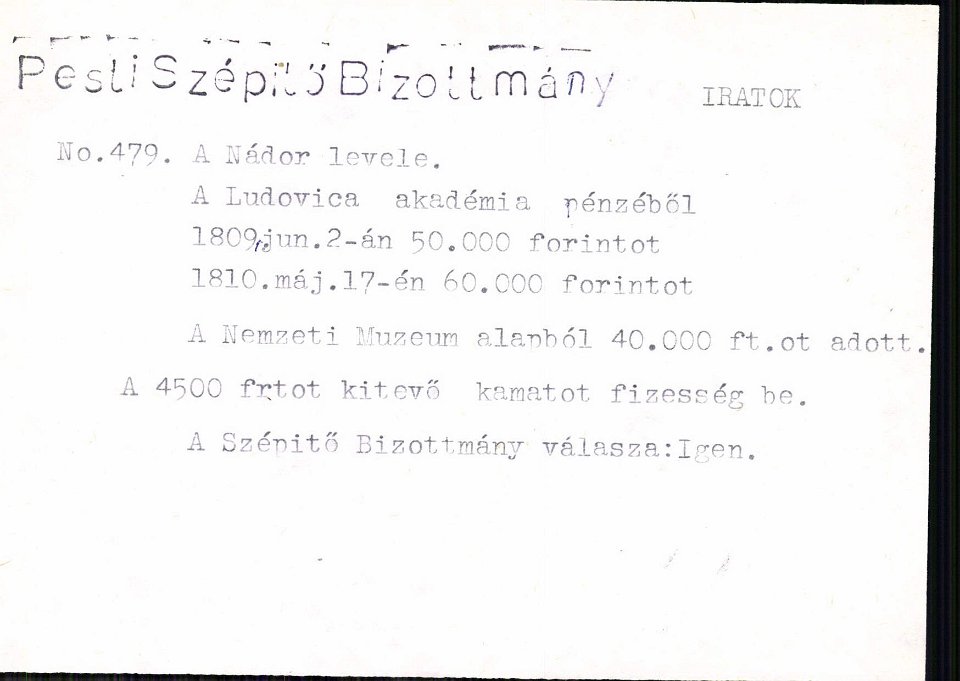 Pesti Szépitő Bizottmány
IRATOK
No.479. A Nádor levele.
A Ludovica akadémia pénzéből
1809.jun.2-án 50.000 forintot
1810.máj.17-én 60.000 forintot
A Nemzeti Muzeum alapból 40.000 ft.ot adott.
A 4500 frtot kitevő kamatot fizesség be.
A Szépitő Bizottmány válasza:Igen.